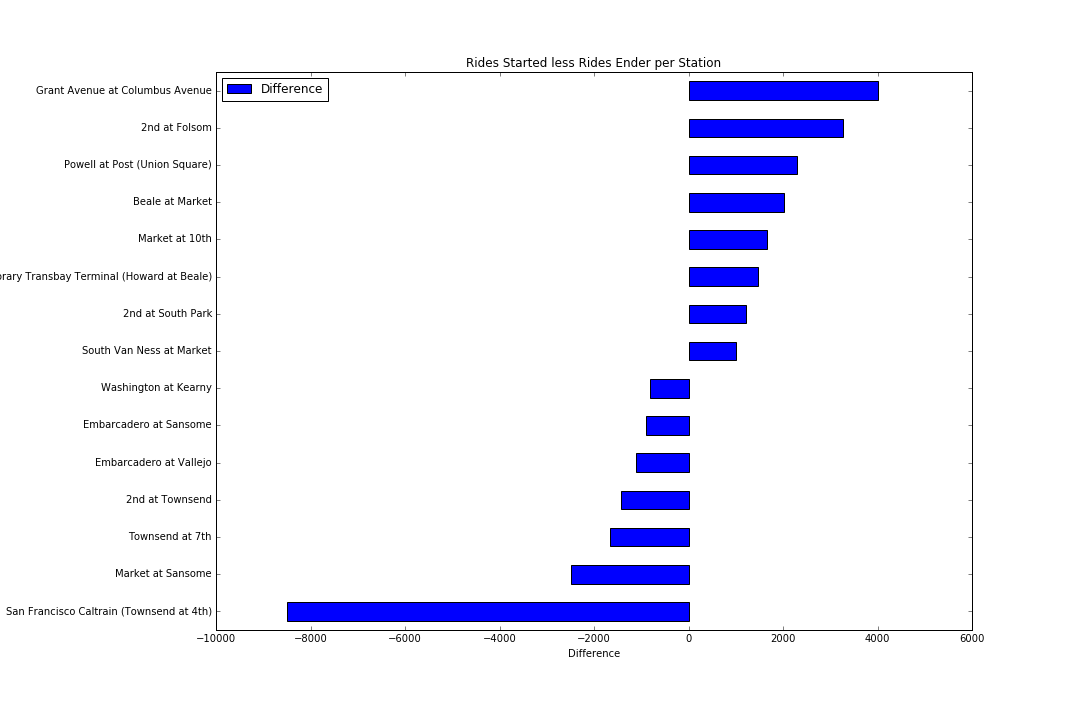 Rides Started less Rides Ender per Station
Difference
Grant Avenue at Columbus Avenue
2nd at Folsom
Powell at Post (Union Square)
Beale at Market
Market at 10th
Transbay Terminal (Howard at Beale)
2nd at South Park
South Van Ness at Market
Washington at Kearny
Embarcadero at Sansome
Embarcadero at Vallejo
2nd at Townsend
Townsend at 7th
Market at Sansome
San Francisco Caltrain (Townsend at 4th)
−10000 −8000 −6000 −4000 −2000 0 2000 4000 6000
Difference